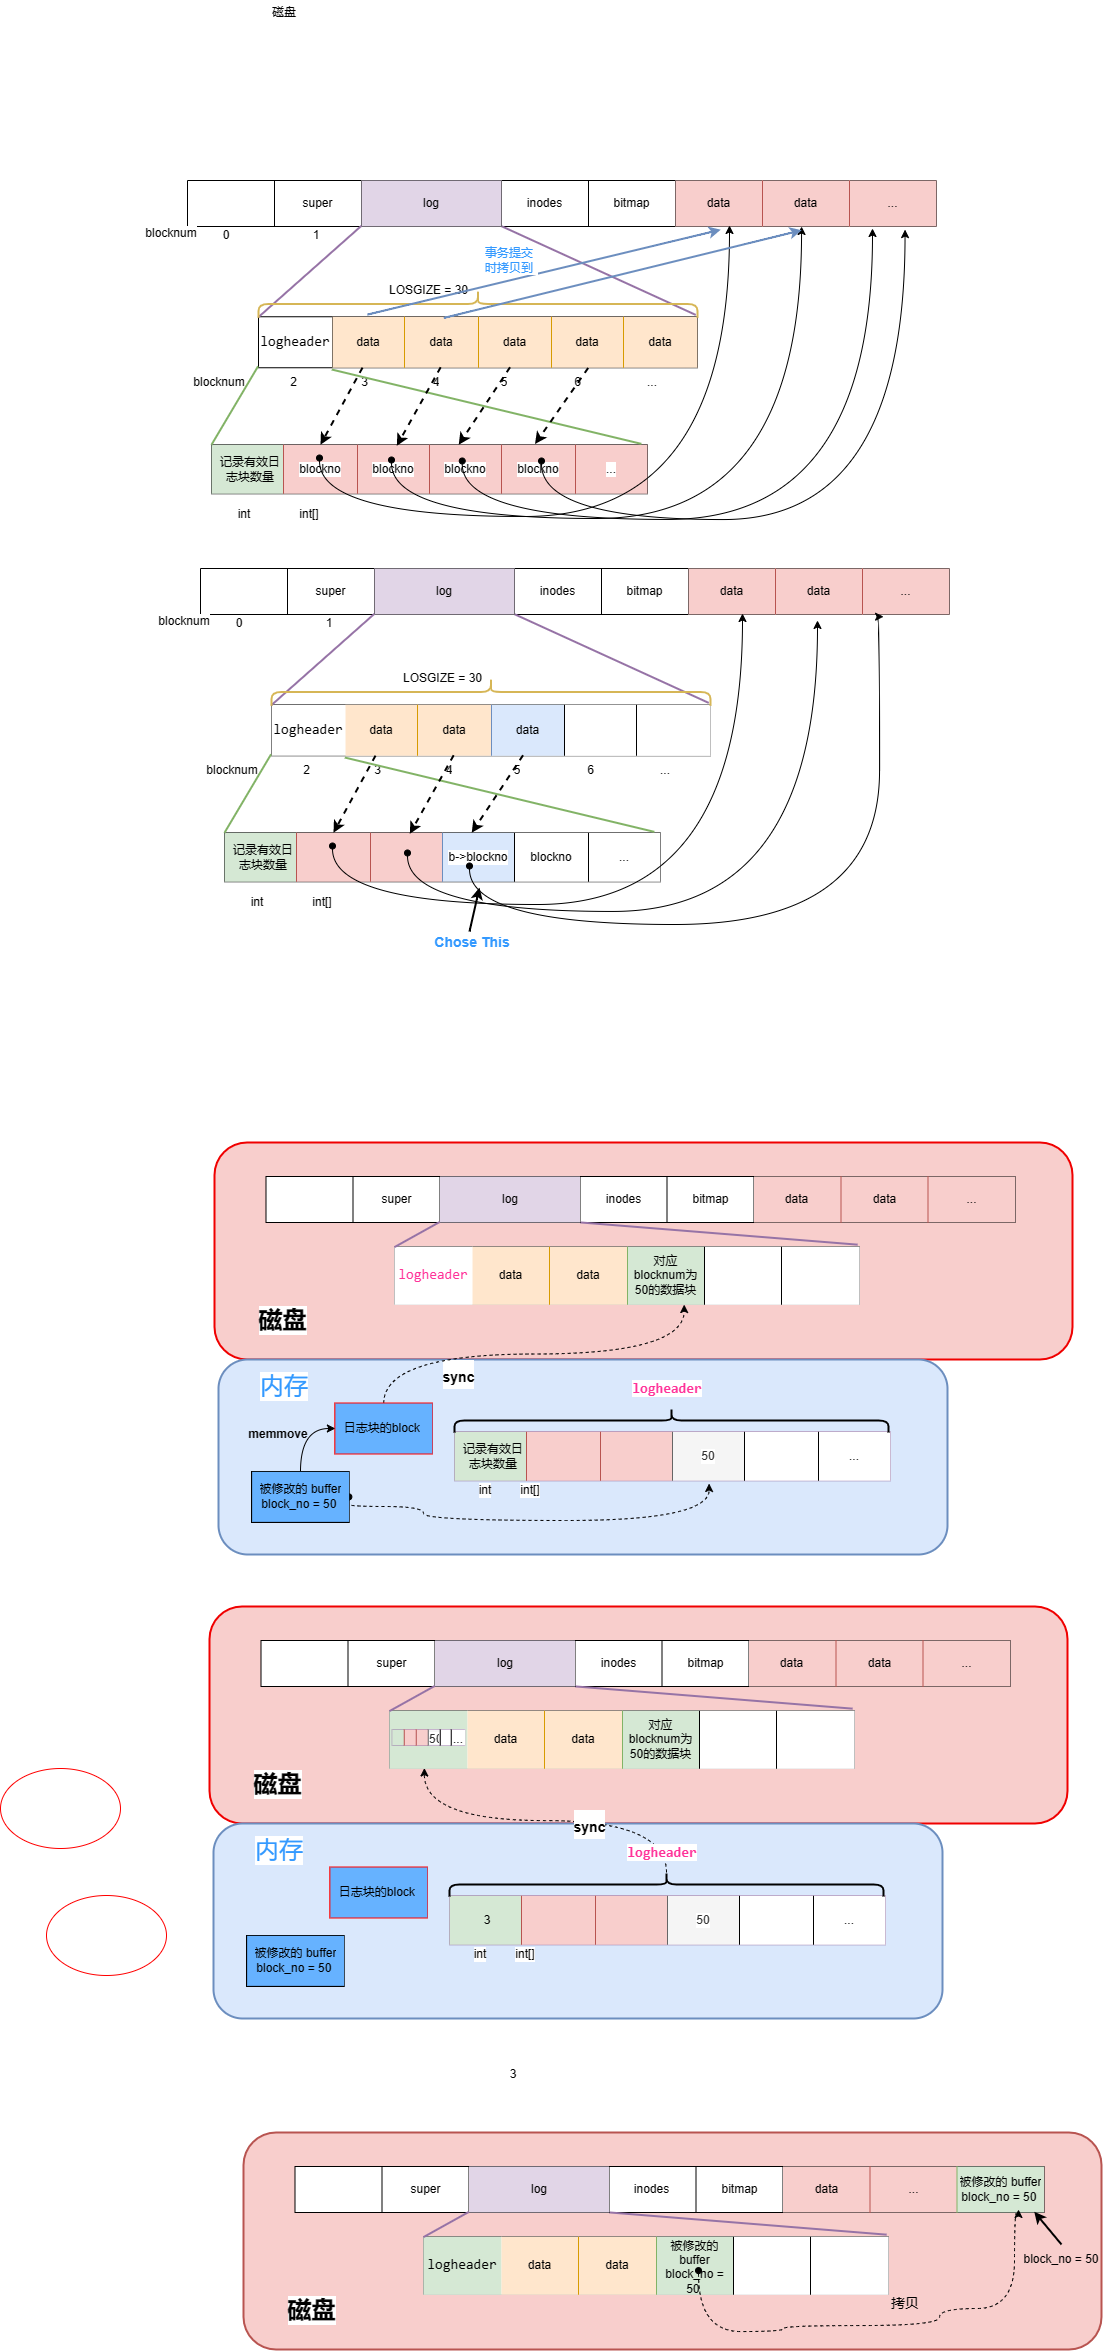 磁盘
super
log
inodes
bitmap
data
data
...
blocknum
0
1
事务提交
时拷贝到
LOSGIZE = 30
logheader
data
data
data
data
data
blocknum
2
3
4
5
6
...
记录有效日
志块数量
blockno
blockno
blockno
blockno
...
int
int[]
super
log
inodes
bitmap
data
data
...
blocknum
0
1
LOSGIZE = 30
logheader
data
data
data
blocknum
2
3
4
5
6
...
记录有效日
志块数量
b->blockno
blockno
...
int
int[]
Chose This
super
log
inodes
bitmap
data
data
...
logheader
data
data
对应
blocknum为
50的数据块
磁盘
内存
sync
logheader
memmove
日志块的block
记录有效日
志块数量
50
...
int
int[]
被修改的 buffer
block_no = 50
super
log
inodes
bitmap
data
data
...
50
...
data
data
对应
blocknum为
50的数据块
磁盘
sync
内存
logheader
日志块的block
3
50
...
int
int[]
被修改的 buffer
block_no = 50
3
super
log
inodes
bitmap
data
...
被修改的 buffer
block_no = 50
logheader
data
data
被修改的
buffer
block_no =
50
block_no = 50
磁盘
拷贝